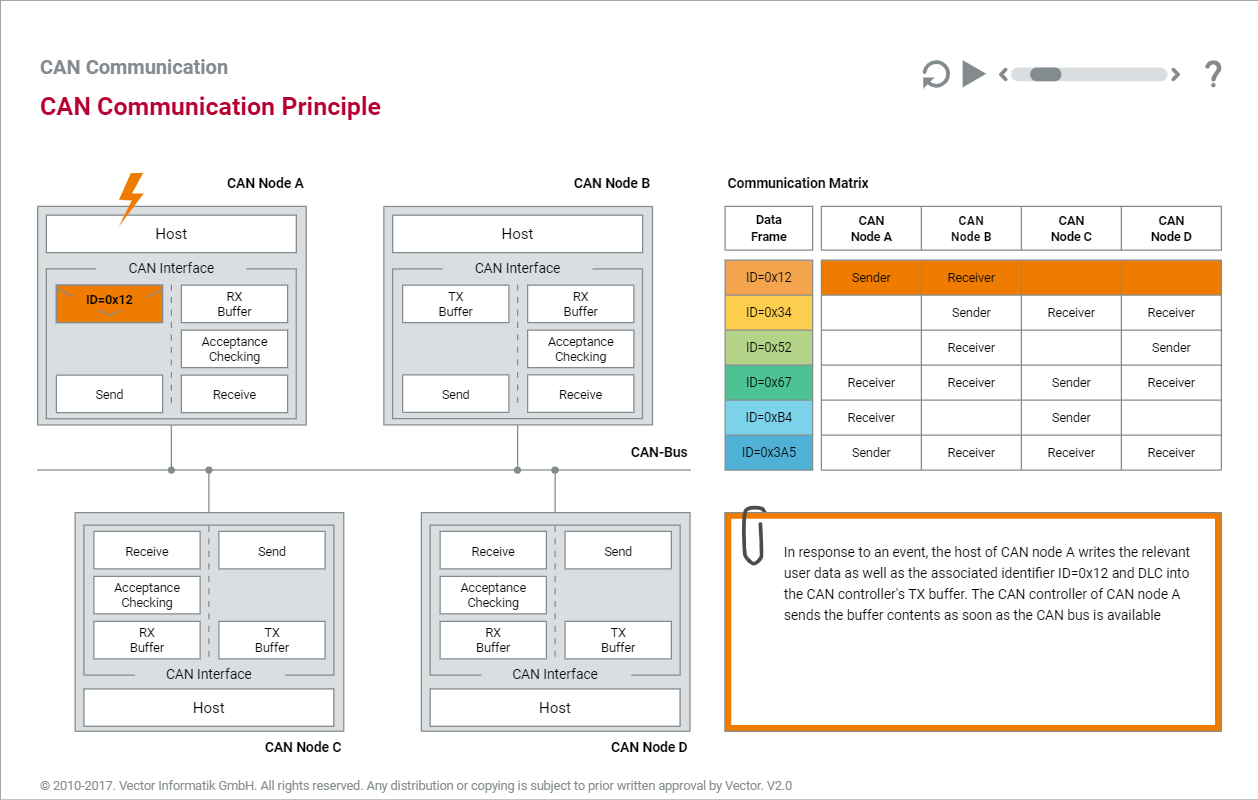 CAN Communication
CAN Communication Principle
?
CAN Node A
Host
CAN Interface
ID=0x12
RX
Buffer
Acceptance
Checking
Send
Receive
CAN Node B
Host
CAN Interface
TX
Buffer
RX
Buffer
Acceptance
Checking
Send
Receive
CAN-Bus
Receive
Send
Acceptance
Checking
RX
Buffer
TX
Buffer
CAN Interface
Host
CAN Node C
Receive
Send
Acceptance
Checking
RX
Buffer
TX
Buffer
CAN Interface
Host
CAN Node D
Communication Matrix
Data
Frame
CAN
Node A
CAN
Node B
CAN
Node C
CAN
Node D
ID=0x12 Sender Receiver
ID=0x34 Sender Receiver Receiver
ID=0x52 Receiver Sender
ID=0x67 Receiver Receiver Sender Receiver
ID=0xB4 Receiver Sender
ID=0x3A5 Sender Receiver Receiver Receiver
In response to an event, the host of CAN node A writes the relevant
user data as well as the associated identifier ID=0x12 and DLC into
the CAN controller's TX buffer. The CAN controller of CAN node A
sends the buffer contents as soon as the CAN bus is available
© 2010-2017. Vector Informatik GmbH. All rights reserved. Any distribution or copying is subject to prior written approval by Vector. V2.0